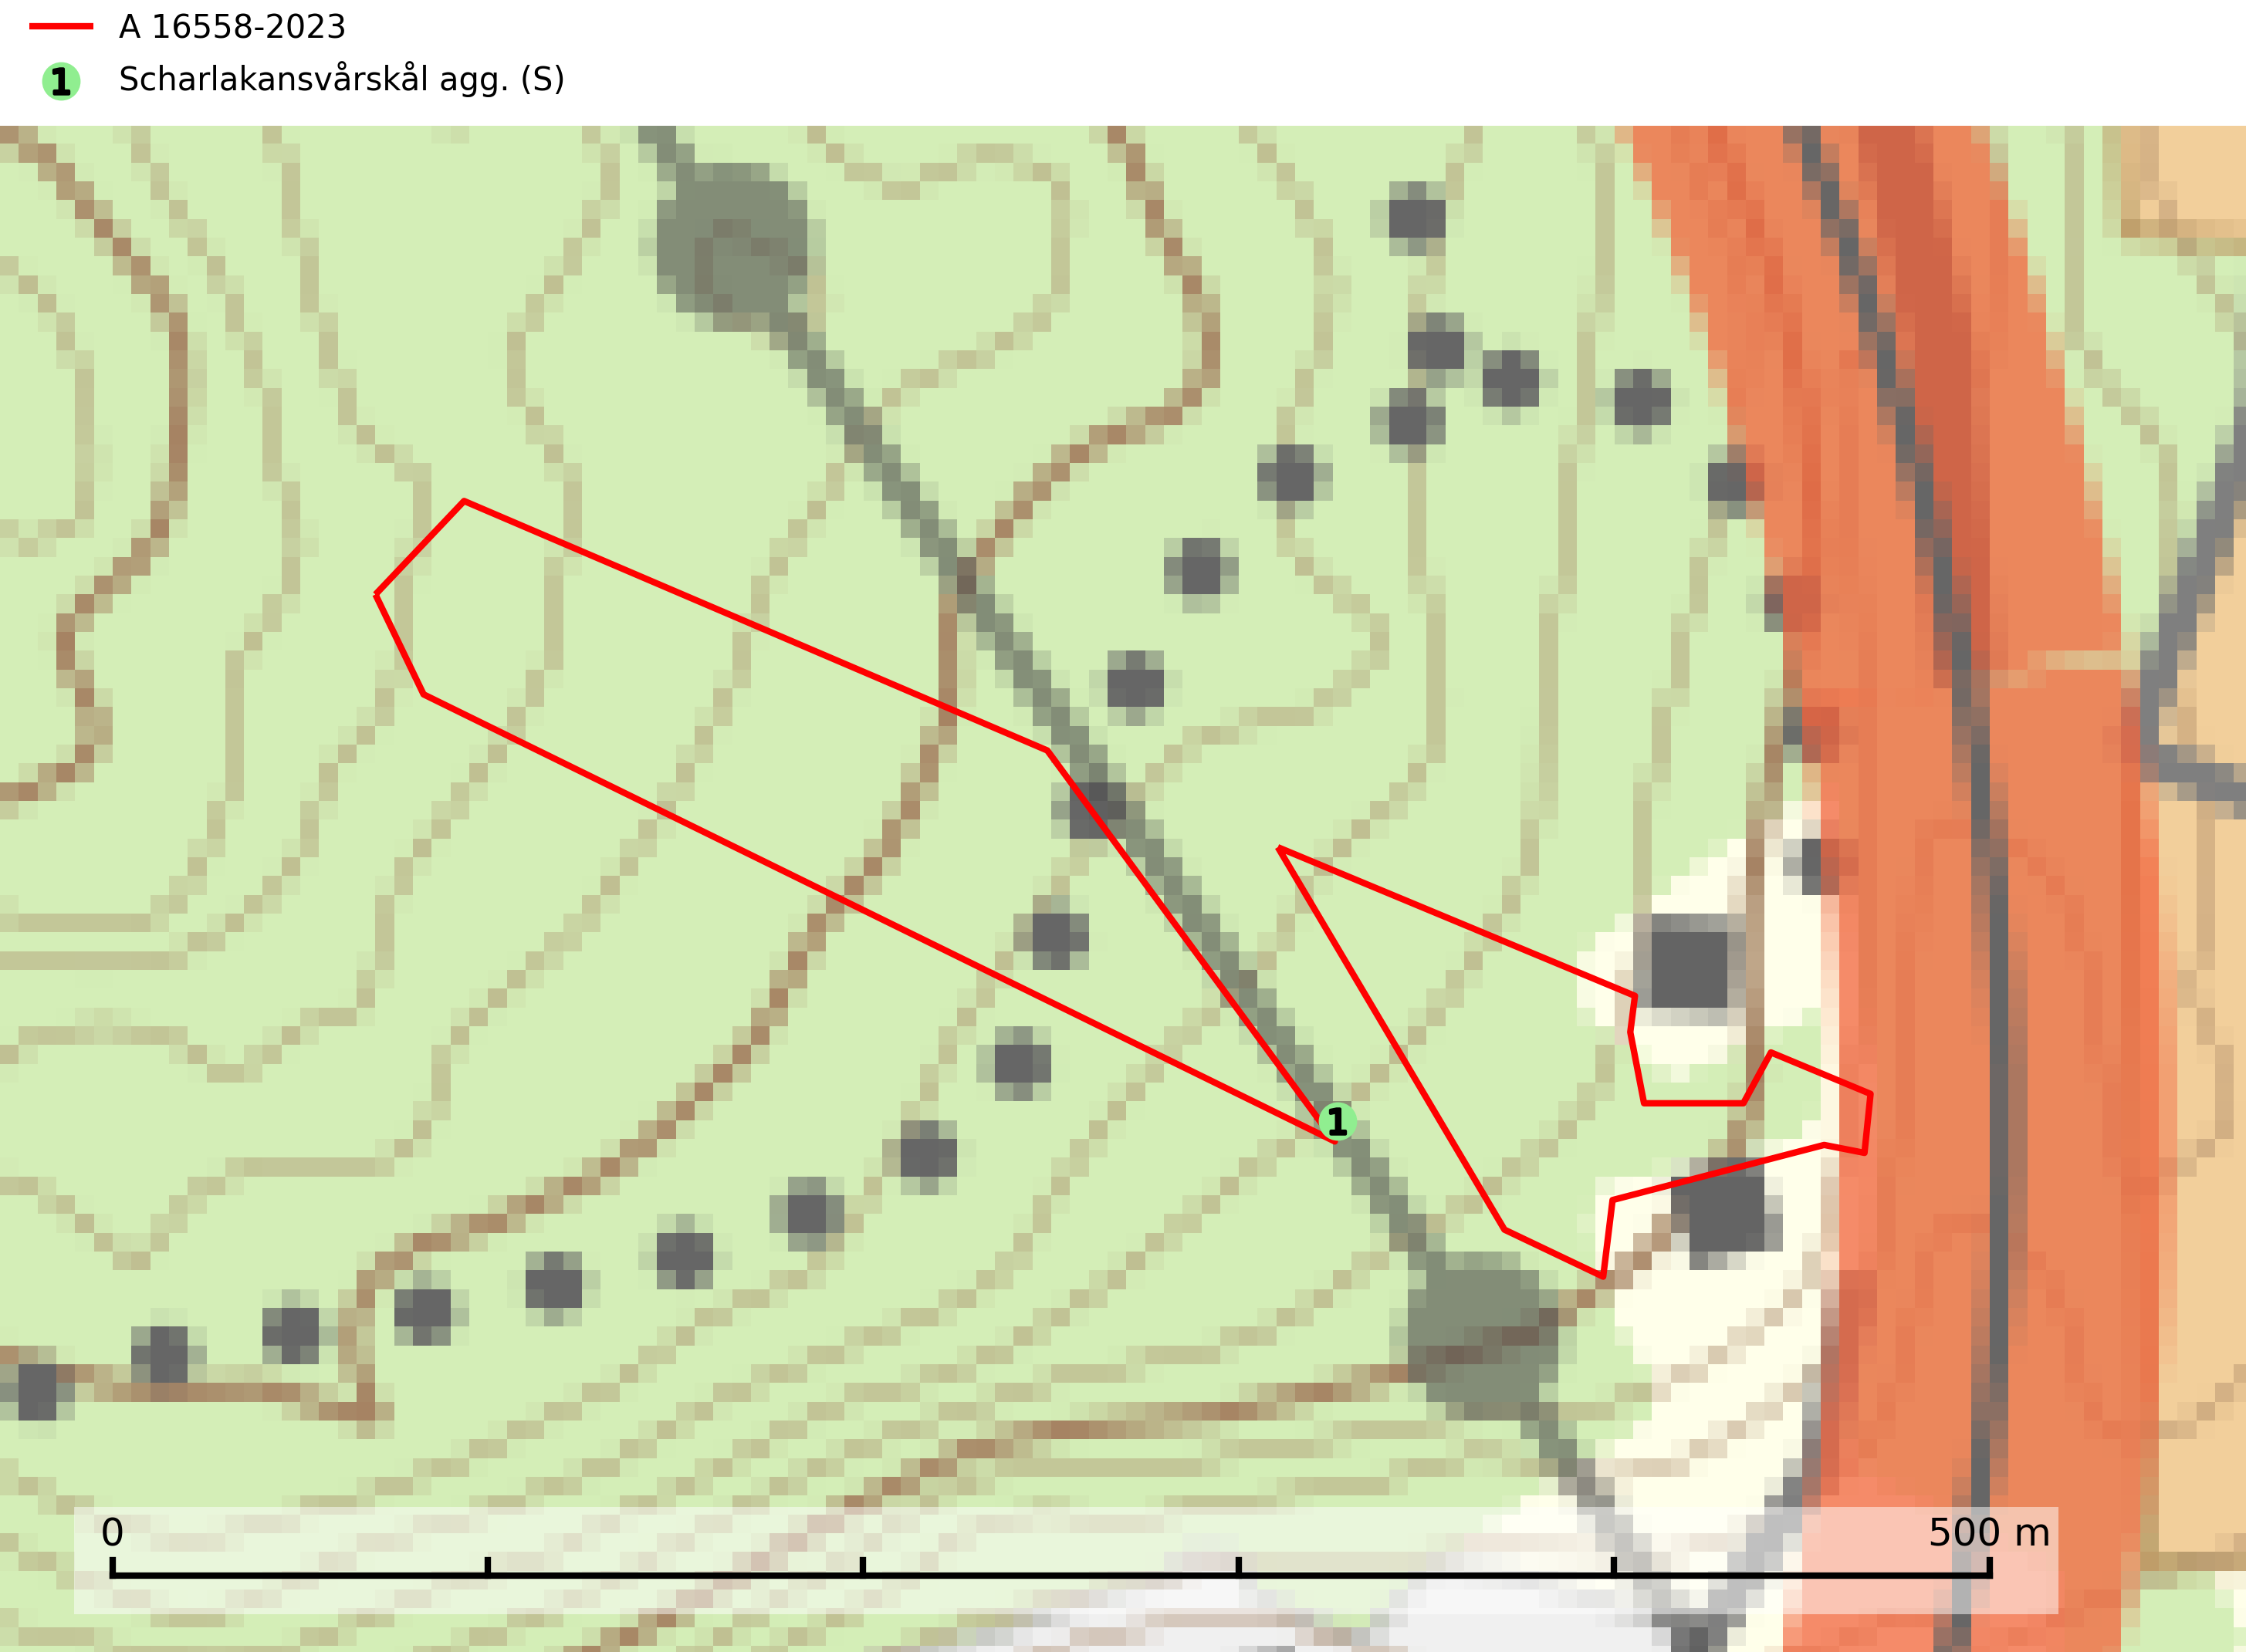 A 16558-2023
1 Scharlakansvårskål agg. (S)
1
0 500 m